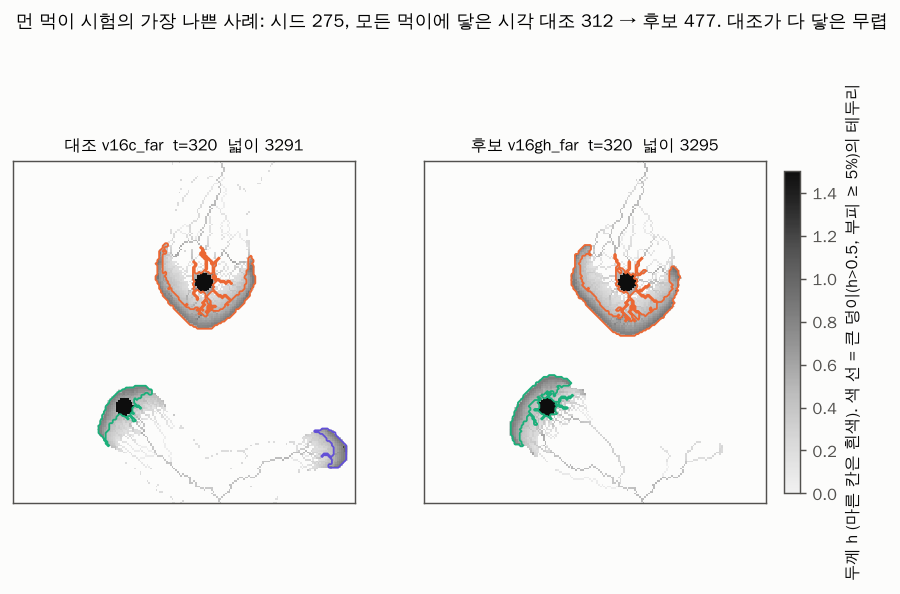 먼 먹이 시험의 가장 나쁜 사례: 시드 275, 모든 먹이에 닿은 시각 대조 312 → 후보 477. 대조가 다 닿은 무렵
대조 v16c_far t=320 넓이 3291
후보 v16gh_far t=320 넓이 3295
1.4
1.2
1.0
0.8
0.6
0.4
0.2
0.0
두께 h (마른 칸은 흰색). 색 선 = 큰 덩이(h>0.5, 부피 ≥ 5%)의 테두리